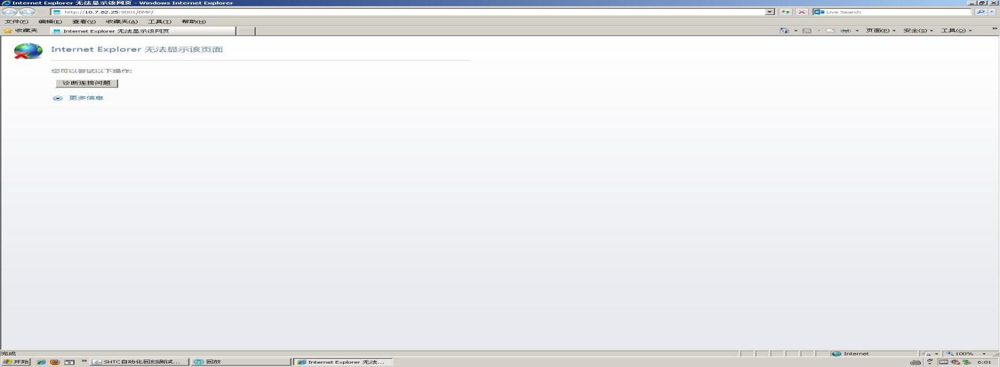 Internet Explorer 无法显示该网页 - Windows Internet Explorer
http://10.7.82.25:9001/BMP/
Live Search
文件(F) 编辑(E) 查看(V) 收藏夹(A) 工具(T) 帮助(H)
收藏夹 Internet Explorer 无法显示该网页 页面(P) 安全(S) 工具(O) »
Internet Explorer 无法显示该页面
您可以尝试以下操作:
诊断连接问题
更多信息
完成 Internet 100%
开始 » SHTC自动化回归测试... 回放 Internet Explorer 无法... 6:01